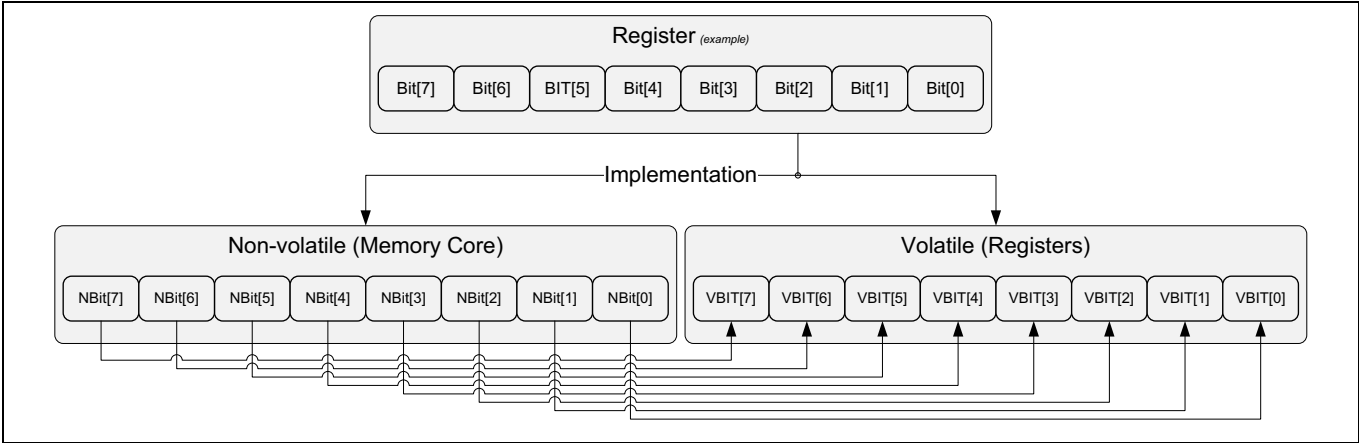 Register (example)
Bit[7] Bit[6] BIT[5] Bit[4] Bit[3] Bit[2] Bit[1] Bit[0]
Implementation
Non-volatile (Memory Core)
NBit[7] NBit[6] NBit[5] NBit[4] NBit[3] NBit[2] NBit[1] NBit[0]
Volatile (Registers)
VBIT[7] VBIT[6] VBIT[5] VBIT[4] VBIT[3] VBIT[2] VBIT[1] VBIT[0]